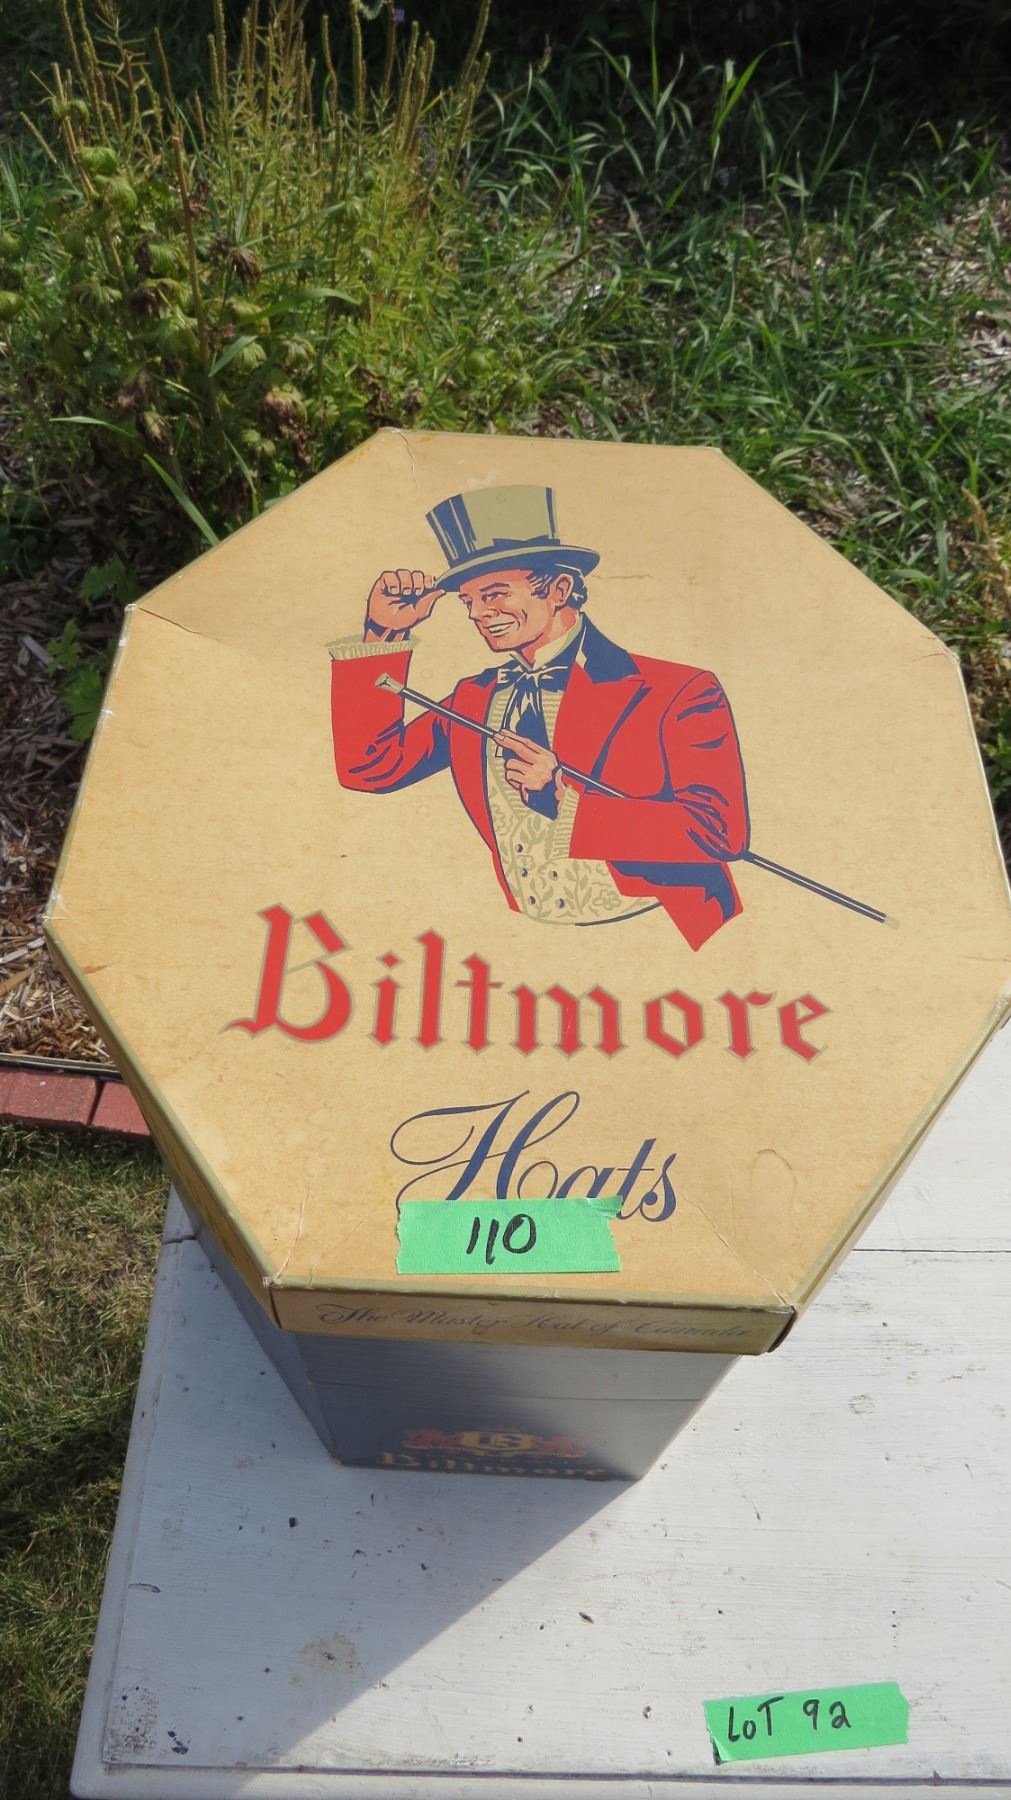 Biltmore
Hats
110
The Master Hat of Canada
B
Biltmore
LOT 92